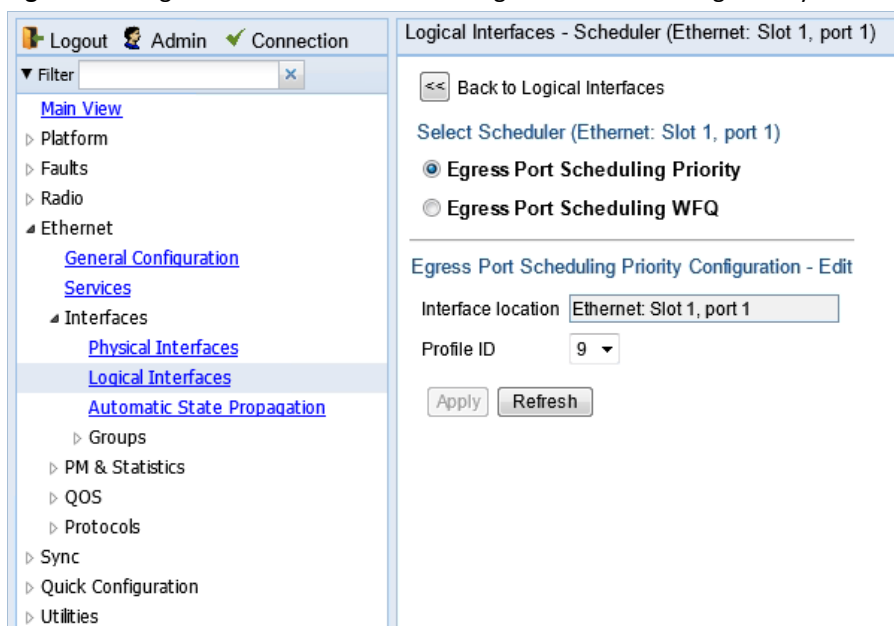 Logout Admin Connection
Filter
Main View
Platform
Faults
Radio
Ethernet
General Configuration
Services
Interfaces
Physical Interfaces
Logical Interfaces
Automatic State Propagation
Groups
PM & Statistics
QOS
Protocols
Sync
Quick Configuration
Utilities
Logical Interfaces - Scheduler (Ethernet: Slot 1, port 1)
<< Back to Logical Interfaces
Select Scheduler (Ethernet: Slot 1, port 1)
Egress Port Scheduling Priority
Egress Port Scheduling WFQ
Egress Port Scheduling Priority Configuration - Edit
Interface location Ethernet: Slot 1, port 1
Profile ID 9
Apply Refresh